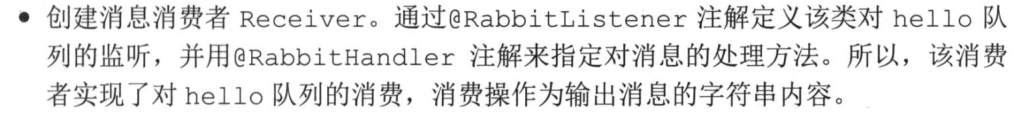 • 创建消息消费者 Receiver。通过@RabbitListener 注解定义该类对 hello 队
列的监听，并用@RabbitHandler 注解来指定对消息的处理方法。所以，该消费
者实现了对 hello 队列的消费，消费操作为输出消息的字符串内容。